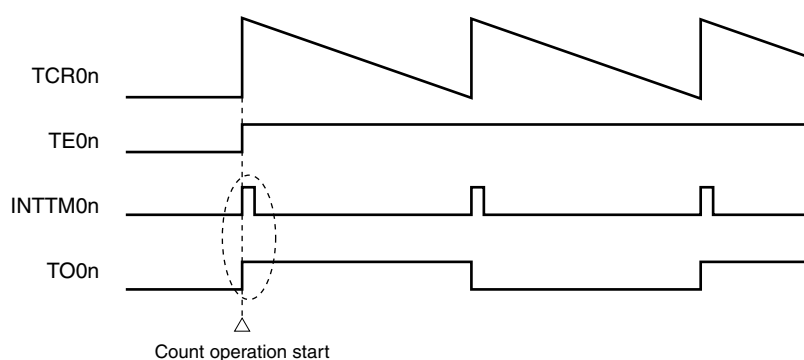 TCR0n
TE0n
INTTM0n
TO0n
Count operation start